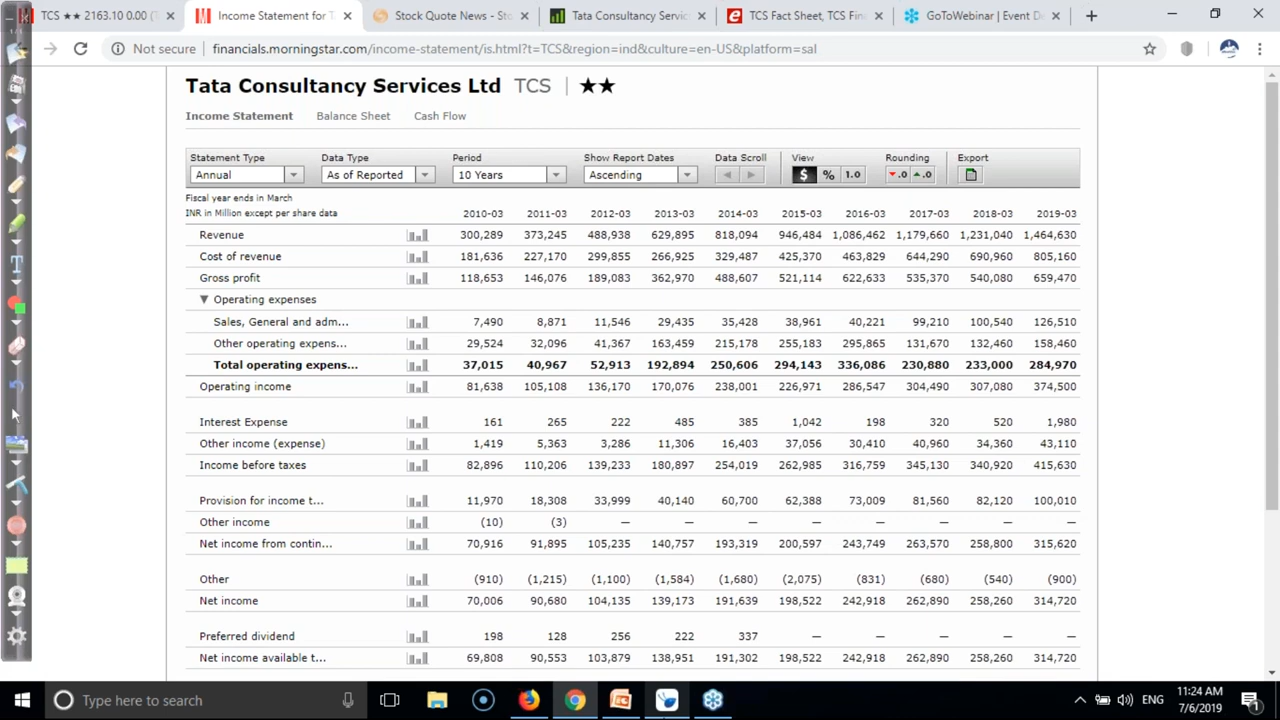 TCS ★★ 2163.10 0.00 (
Income Statement for T
Stock Quote News - Sto
Tata Consultancy Servic
TCS Fact Sheet, TCS Fin
GoToWebinar | Event De
Not secure | financials.morningstar.com/income-statement/is.html?t=TCS&region=ind&culture=en-US&platform=sal
Tata Consultancy Services Ltd TCS | ★★
Income Statement Balance Sheet Cash Flow
Statement Type Data Type Period Show Report Dates Data Scroll View Rounding Export
Annual As of Reported 10 Years Ascending $ % 1.0 .0 .0
Fiscal year ends in March
INR in Million except per share data 2010-03 2011-03 2012-03 2013-03 2014-03 2015-03 2016-03 2017-03 2018-03 2019-03
Revenue 300,289 373,245 488,938 629,895 818,094 946,484 1,086,462 1,179,660 1,231,040 1,464,630
Cost of revenue 181,636 227,170 299,855 266,925 329,487 425,370 463,829 644,290 690,960 805,160
Gross profit 118,653 146,076 189,083 362,970 488,607 521,114 622,633 535,370 540,080 659,470
▼ Operating expenses
Sales, General and adm... 7,490 8,871 11,546 29,435 35,428 38,961 40,221 99,210 100,540 126,510
Other operating expens... 29,524 32,096 41,367 163,459 215,178 255,183 295,865 131,670 132,460 158,460
Total operating expens... 37,015 40,967 52,913 192,894 250,606 294,143 336,086 230,880 233,000 284,970
Operating income 81,638 105,108 136,170 170,076 238,001 226,971 286,547 304,490 307,080 374,500
Interest Expense 161 265 222 485 385 1,042 198 320 520 1,980
Other income (expense) 1,419 5,363 3,286 11,306 16,403 37,056 30,410 40,960 34,360 43,110
Income before taxes 82,896 110,206 139,233 180,897 254,019 262,985 316,759 345,130 340,920 415,630
Provision for income t... 11,970 18,308 33,999 40,140 60,700 62,388 73,009 81,560 82,120 100,010
Other income (10) (3) — — — — — — — —
Net income from contin... 70,916 91,895 105,235 140,757 193,319 200,597 243,749 263,570 258,800 315,620
Other (910) (1,215) (1,100) (1,584) (1,680) (2,075) (831) (680) (540) (900)
Net income 70,006 90,680 104,135 139,173 191,639 198,522 242,918 262,890 258,260 314,720
Preferred dividend 198 128 256 222 337 — — — — —
Net income available t... 69,808 90,553 103,879 138,951 191,302 198,522 242,918 262,890 258,260 314,720
Type here to search
ENG
11:24 AM
7/6/2019